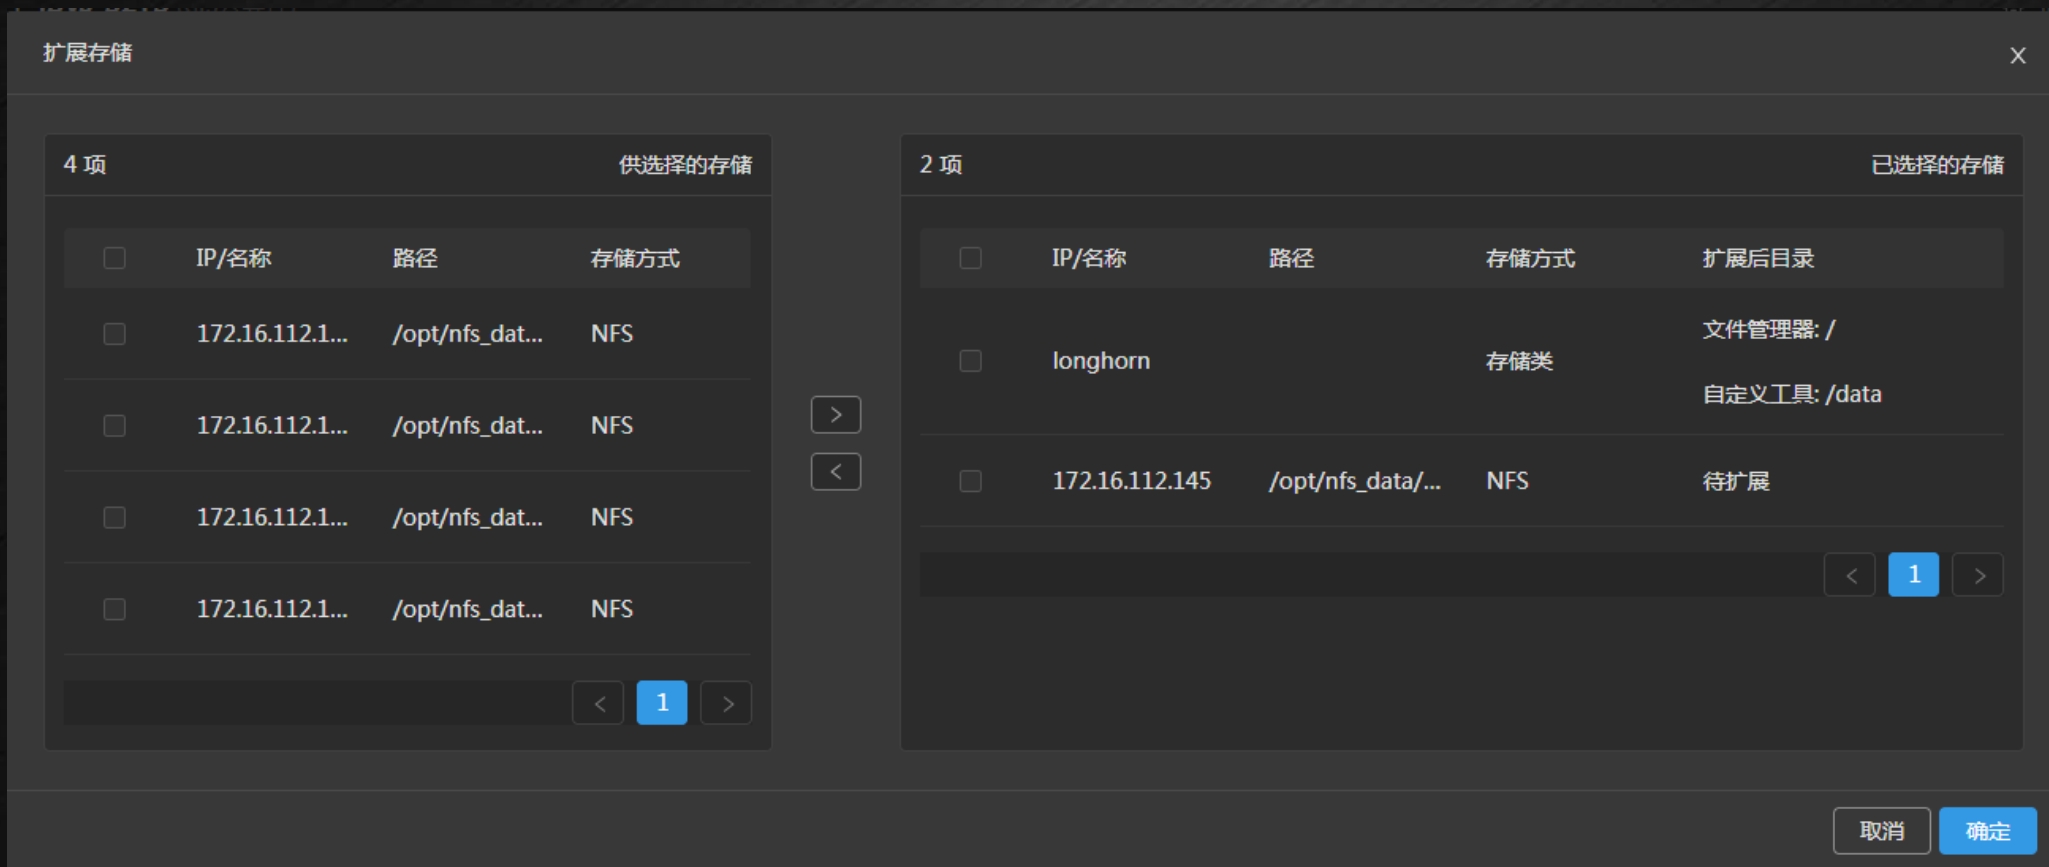 扩展存储
X
4 项 供选择的存储
IP/名称 路径 存储方式
172.16.112.1... /opt/nfs_dat... NFS
172.16.112.1... /opt/nfs_dat... NFS
172.16.112.1... /opt/nfs_dat... NFS
172.16.112.1... /opt/nfs_dat... NFS
< 1 >
>
<
2 项 已选择的存储
IP/名称 路径 存储方式 扩展后目录
longhorn 存储类 文件管理器: /
自定义工具: /data
172.16.112.145 /opt/nfs_data/... NFS 待扩展
< 1 >
取消 确定